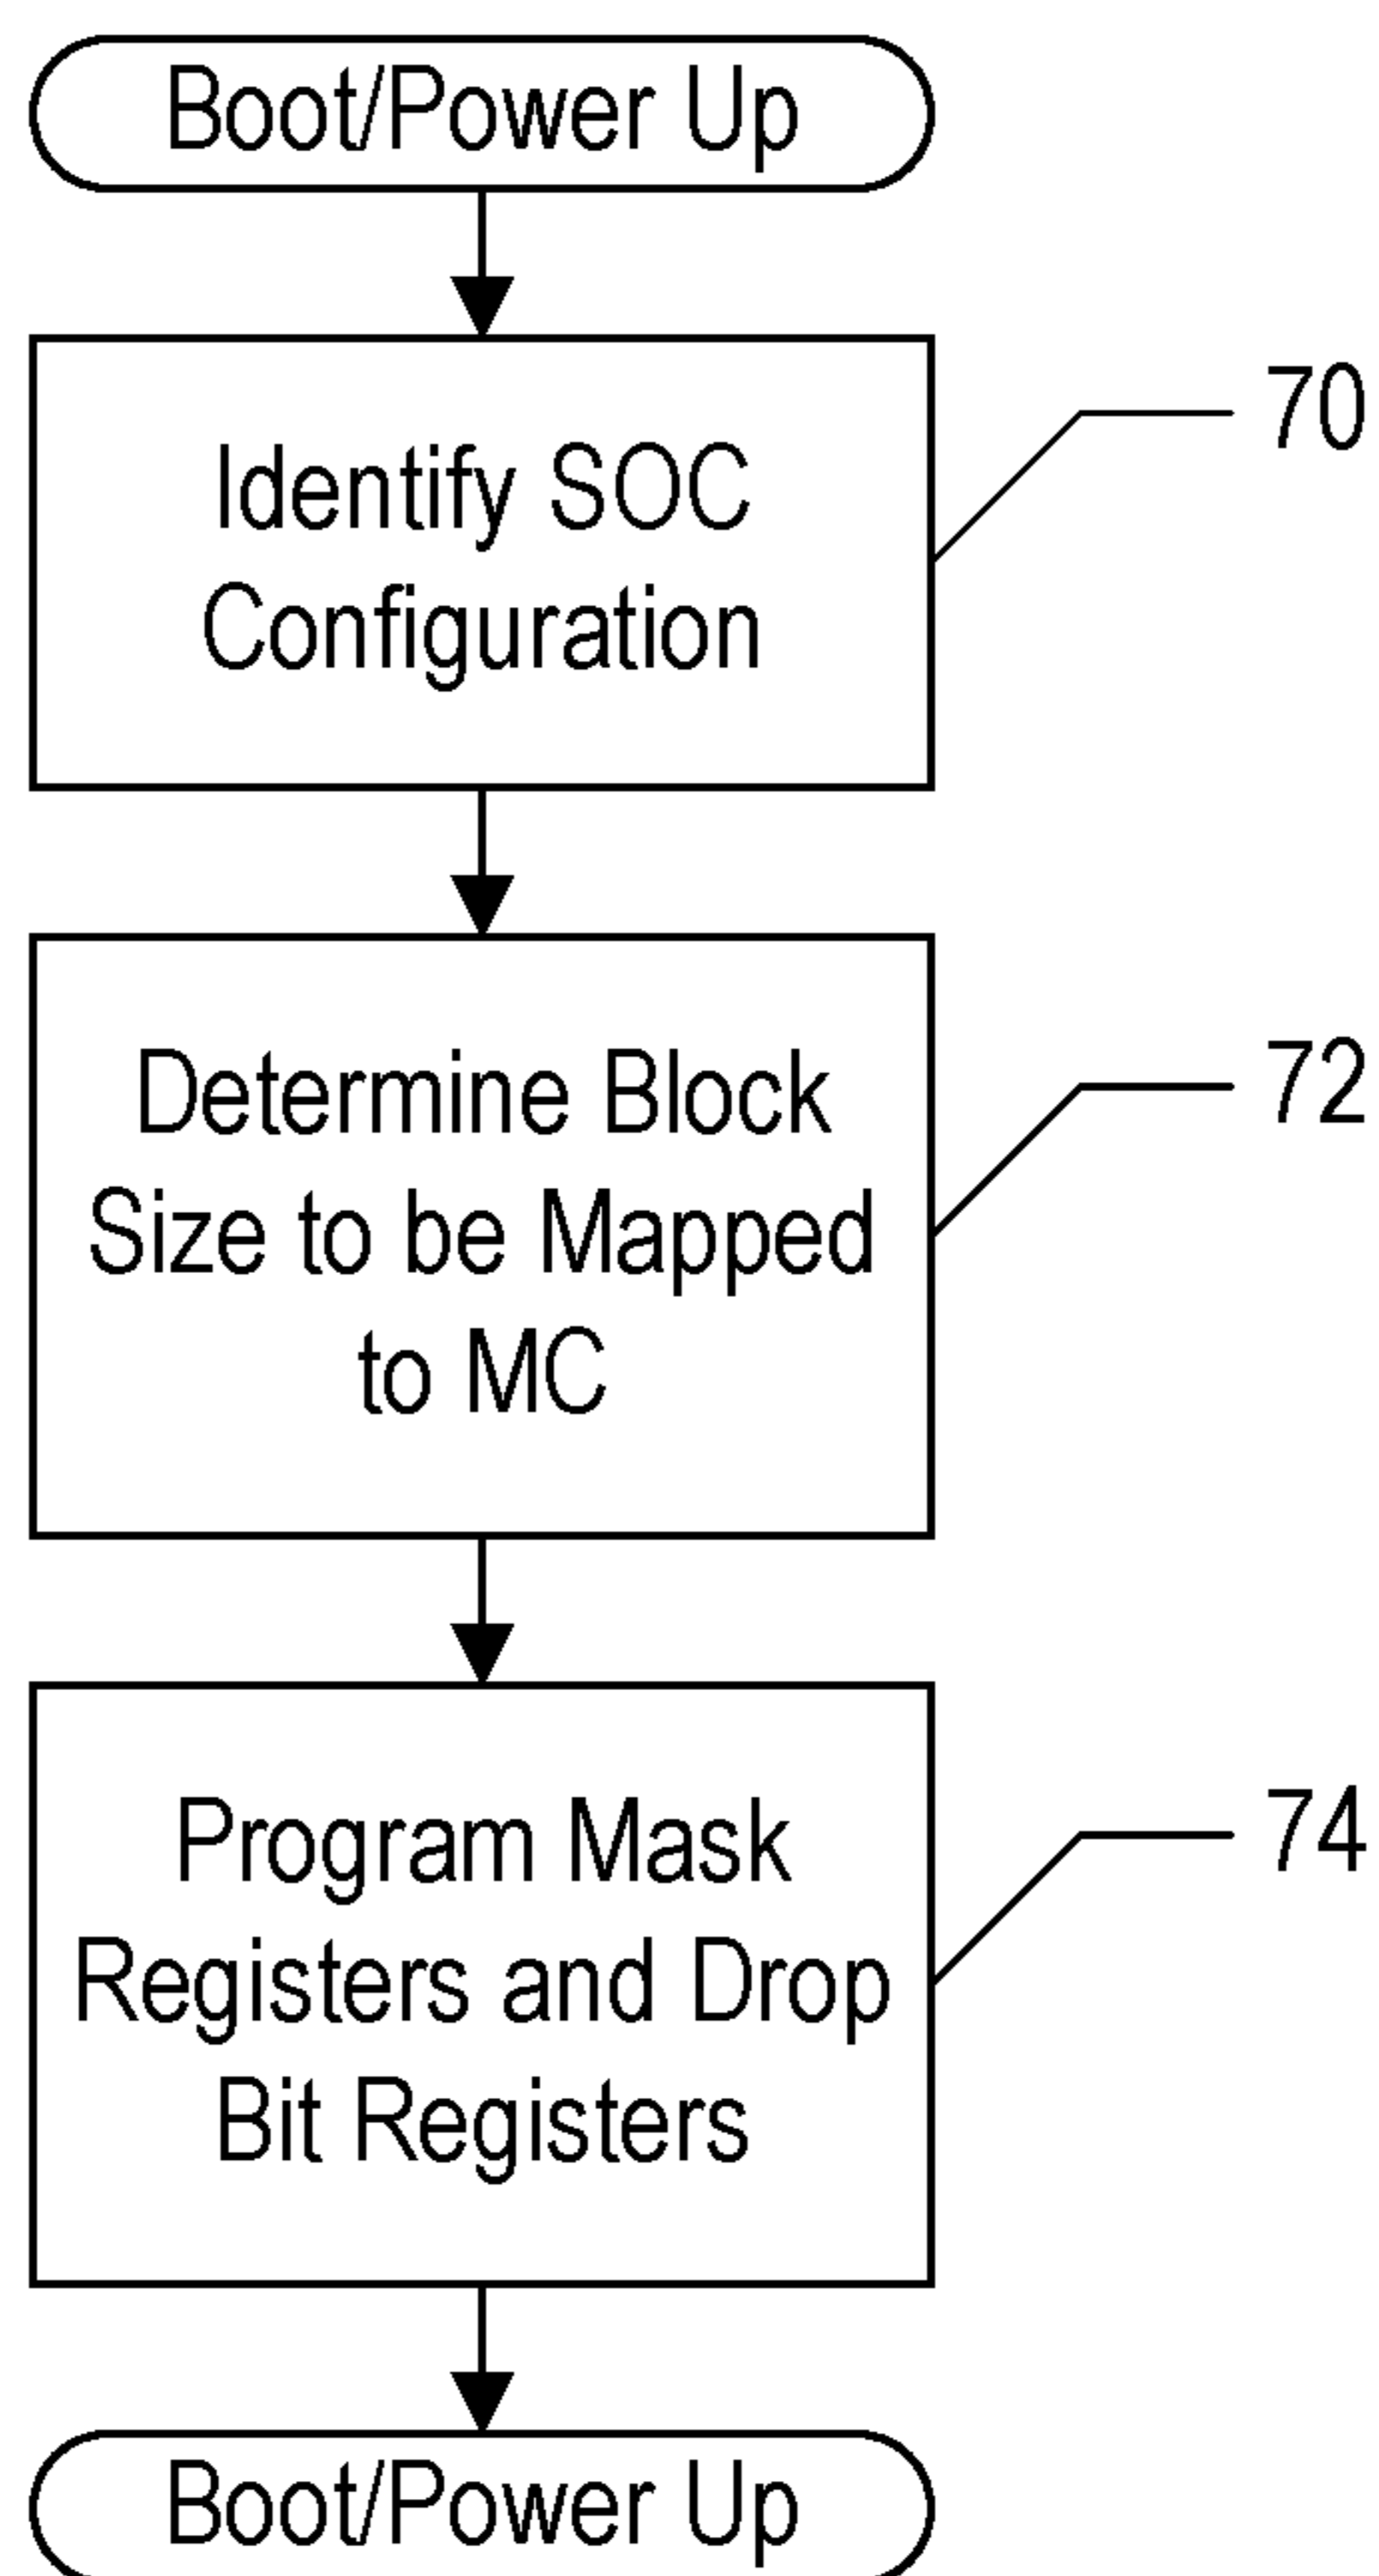 Boot/Power Up
Identify SOC
Configuration
70
Determine Block
Size to be Mapped
to MC
72
Program Mask
Registers and Drop
Bit Registers
74
Boot/Power Up